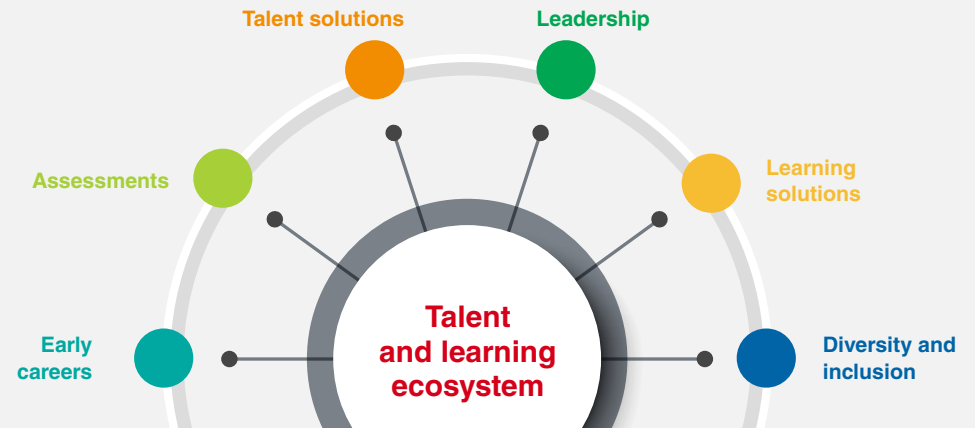 Talent solutions
Leadership
Assessments
Learning
solutions
Talent
and learning
ecosystem
Early
careers
Diversity and
inclusion